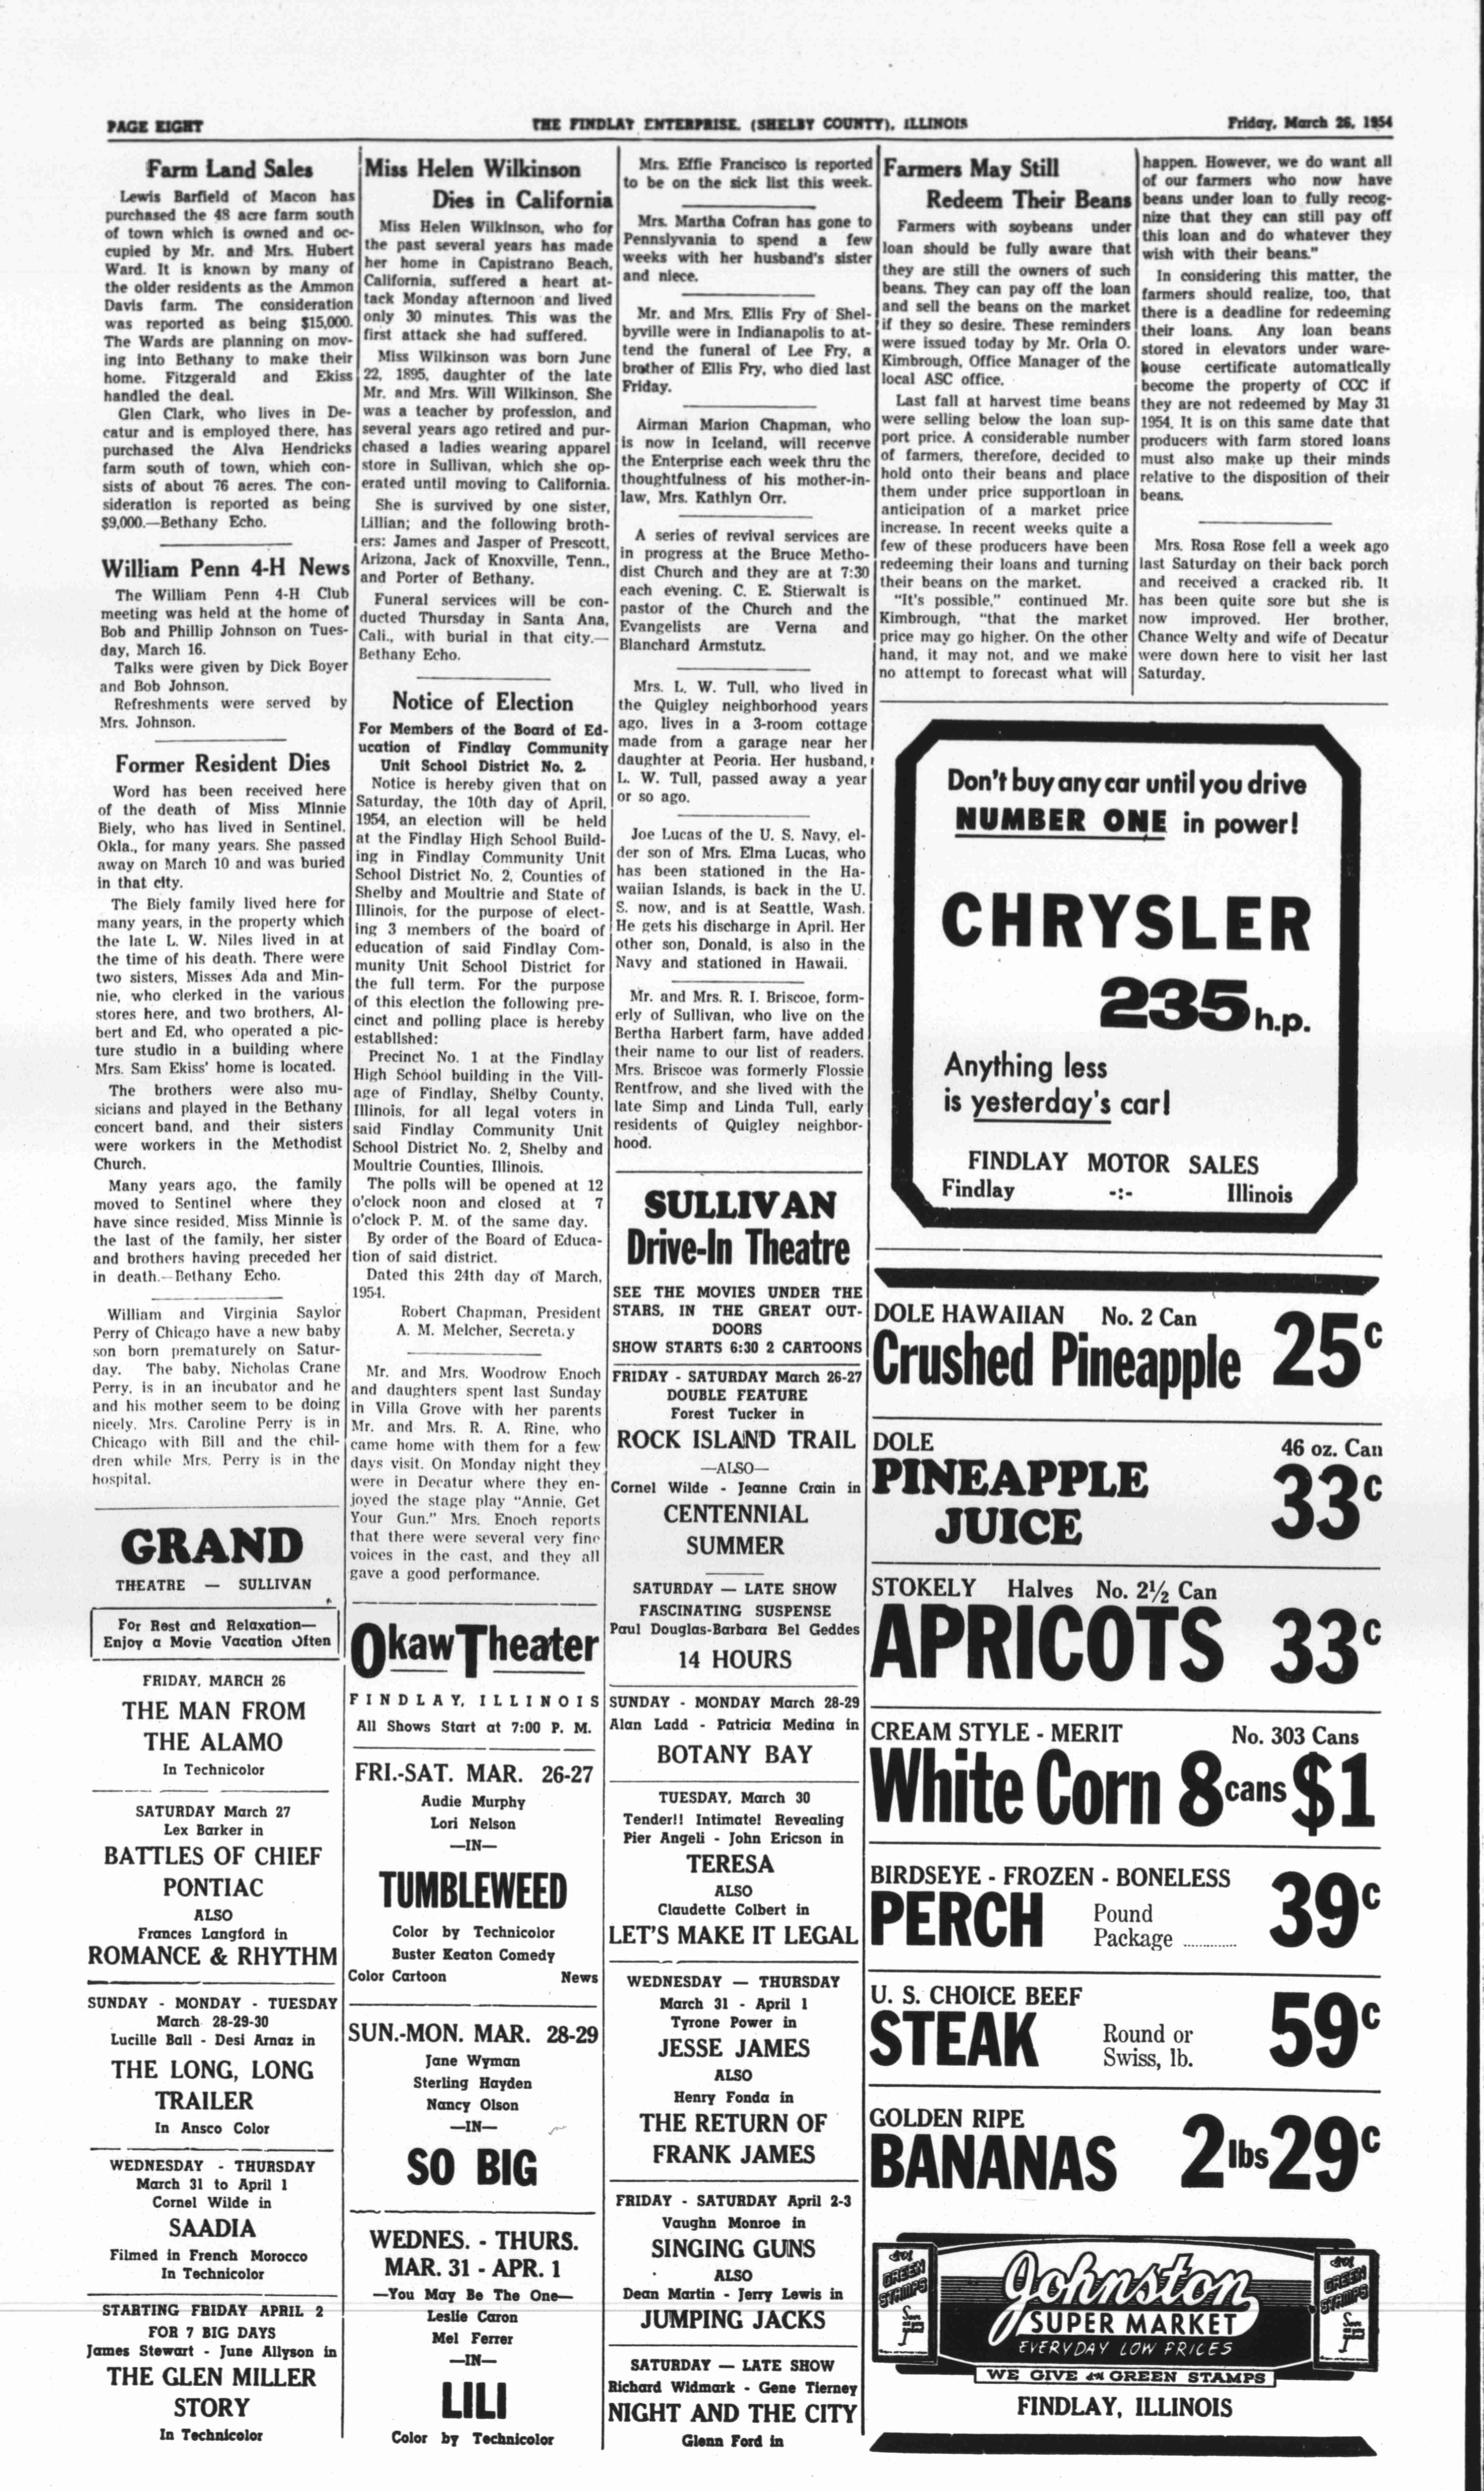 PAGE EIGHT
THE FINDLAY ENTERPRISE. (SHELBY COUNTY), ILLINOIS
Friday, March 26, 1954
Farm Land Sales
Lewis Barfield of Macon has
purchased the 48 acre farm south
of town which is owned and oc-
cupied by Mr. and Mrs. Hubert
Ward. It is known by many of
the older residents as the Ammon
Davis farm. The consideration
was reported as being $15,000.
The Wards are planning on mov-
ing into Bethany to make their
home. Fitzgerald and Ekiss
handled the deal.
Glen Clark, who lives in De-
catur and is employed there, has
purchased the Alva Hendricks
farm south of town, which con-
sists of about 76 acres. The con-
sideration is reported as being
$9,000.—Bethany Echo.
William Penn 4-H News
The William Penn 4-H Club
meeting was held at the home of
Bob and Phillip Johnson on Tues-
day, March 16.
Talks were given by Dick Boyer
and Bob Johnson.
Refreshments were served by
Mrs. Johnson.
Former Resident Dies
Word has been received here
of the death of Miss Minnie
Biely, who has lived in Sentinel,
Okla., for many years. She passed
away on March 10 and was buried
in that city.
The Biely family lived here for
many years, in the property which
the late L. W. Niles lived in at
the time of his death. There were
two sisters, Misses Ada and Min-
nie, who clerked in the various
stores here, and two brothers, Al-
bert and Ed, who operated a pic-
ture studio in a building where
Mrs. Sam Ekiss' home is located.
The brothers were also mu-
sicians and played in the Bethany
concert band, and their sisters
were workers in the Methodist
Church.
Many years ago, the family
moved to Sentinel where they
have since resided. Miss Minnie is
the last of the family, her sister
and brothers having preceded her
in death.—Bethany Echo.
William and Virginia Saylor
Perry of Chicago have a new baby
son born prematurely on Satur-
day. The baby, Nicholas Crane
Perry, is in an incubator and he
and his mother seem to be doing
nicely. Mrs. Caroline Perry is in
Chicago with Bill and the chil-
dren while Mrs. Perry is in the
hospital.
GRAND
THEATRE — SULLIVAN
For Rest and Relaxation—
Enjoy a Movie Vacation Often
FRIDAY, MARCH 26
THE MAN FROM
THE ALAMO
In Technicolor
SATURDAY March 27
Lex Barker in
BATTLES OF CHIEF
PONTIAC
ALSO
Frances Langford in
ROMANCE & RHYTHM
SUNDAY - MONDAY - TUESDAY
March 28-29-30
Lucille Ball - Desi Arnaz in
THE LONG, LONG
TRAILER
In Ansco Color
WEDNESDAY - THURSDAY
March 31 to April 1
Cornel Wilde in
SAADIA
Filmed in French Morocco
In Technicolor
STARTING FRIDAY APRIL 2
FOR 7 BIG DAYS
James Stewart - June Allyson in
THE GLEN MILLER
STORY
In Technicolor
Miss Helen Wilkinson
Dies in California
Miss Helen Wilkinson, who for
the past several years has made
her home in Capistrano Beach,
California, suffered a heart at-
tack Monday afternoon and lived
only 30 minutes. This was the
first attack she had suffered.
Miss Wilkinson was born June
22, 1895, daughter of the late
Mr. and Mrs. Will Wilkinson. She
was a teacher by profession, and
several years ago retired and pur-
chased a ladies wearing apparel
store in Sullivan, which she op-
erated until moving to California.
She is survived by one sister,
Lillian; and the following broth-
ers: James and Jasper of Prescott,
Arizona, Jack of Knoxville, Tenn.,
and Porter of Bethany.
Funeral services will be con-
ducted Thursday in Santa Ana,
Cali., with burial in that city.—
Bethany Echo.
Notice of Election
For Members of the Board of Ed-
ucation of Findlay Community
Unit School District No. 2.
Notice is hereby given that on
Saturday, the 10th day of April,
1954, an election will be held
at the Findlay High School Build-
ing in Findlay Community Unit
School District No. 2, Counties of
Shelby and Moultrie and State of
Illinois, for the purpose of elect-
ing 3 members of the board of
education of said Findlay Com-
munity Unit School District for
the full term. For the purpose
of this election the following pre-
cinct and polling place is hereby
established:
Precinct No. 1 at the Findlay
High School building in the Vill-
age of Findlay, Shelby County,
Illinois, for all legal voters in
said Findlay Community Unit
School District No. 2, Shelby and
Moultrie Counties, Illinois.
The polls will be opened at 12
o'clock noon and closed at 7
o'clock P. M. of the same day.
By order of the Board of Educa-
tion of said district.
Dated this 24th day of March,
1954.
Robert Chapman, President
A. M. Melcher, Secreta.y
Mr. and Mrs. Woodrow Enoch
and daughters spent last Sunday
in Villa Grove with her parents
Mr. and Mrs. R. A. Rine, who
came home with them for a few
days visit. On Monday night they
were in Decatur where they en-
joyed the stage play "Annie, Get
Your Gun." Mrs. Enoch reports
that there were several very fine
voices in the cast, and they all
gave a good performance.
Okaw Theater
FINDLAY, ILLINOIS
All Shows Start at 7:00 P. M.
FRI.-SAT. MAR. 26-27
Audie Murphy
Lori Nelson
—IN—
TUMBLEWEED
Color by Technicolor
Buster Keaton Comedy
Color Cartoon News
SUN.-MON. MAR. 28-29
Jane Wyman
Sterling Hayden
Nancy Olson
—IN—
SO BIG
WEDNES. - THURS.
MAR. 31 - APR. 1
—You May Be The One—
Leslie Caron
Mel Ferrer
—IN—
LILI
Color by Technicolor
Mrs. Effie Francisco is reported
to be on the sick list this week.
Mrs. Martha Cofran has gone to
Pennslyvania to spend a few
weeks with her husband's sister
and niece.
Mr. and Mrs. Ellis Fry of Shel-
byville were in Indianapolis to at-
tend the funeral of Lee Fry, a
brother of Ellis Fry, who died last
Friday.
Airman Marion Chapman, who
is now in Iceland, will recenve
the Enterprise each week thru the
thoughtfulness of his mother-in-
law, Mrs. Kathlyn Orr.
A series of revival services are
in progress at the Bruce Metho-
dist Church and they are at 7:30
each evening. C. E. Stierwalt is
pastor of the Church and the
Evangelists are Verna and
Blanchard Armstutz.
Mrs. L. W. Tull, who lived in
the Quigley neighborhood years
ago, lives in a 3-room cottage
made from a garage near her
daughter at Peoria. Her husband,
L. W. Tull, passed away a year
or so ago.
Joe Lucas of the U. S. Navy, el-
der son of Mrs. Elma Lucas, who
has been stationed in the Ha-
waiian Islands, is back in the U.
S. now, and is at Seattle, Wash.
He gets his discharge in April. Her
other son, Donald, is also in the
Navy and stationed in Hawaii.
Mr. and Mrs. R. I. Briscoe, form-
erly of Sullivan, who live on the
Bertha Harbert farm, have added
their name to our list of readers.
Mrs. Briscoe was formerly Flossie
Rentfrow, and she lived with the
late Simp and Linda Tull, early
residents of Quigley neighbor-
hood.
SULLIVAN
Drive-In Theatre
SEE THE MOVIES UNDER THE
STARS, IN THE GREAT OUT-
DOORS
SHOW STARTS 6:30 2 CARTOONS
FRIDAY - SATURDAY March 26-27
DOUBLE FEATURE
Forest Tucker in
ROCK ISLAND TRAIL
—ALSO—
Cornel Wilde - Jeanne Crain in
CENTENNIAL
SUMMER
SATURDAY — LATE SHOW
FASCINATING SUSPENSE
Paul Douglas-Barbara Bel Geddes
14 HOURS
SUNDAY - MONDAY March 28-29
Alan Ladd - Patricia Medina in
BOTANY BAY
TUESDAY, March 30
Tender!! Intimate! Revealing
Pier Angeli - John Ericson in
TERESA
ALSO
Claudette Colbert in
LET'S MAKE IT LEGAL
WEDNESDAY — THURSDAY
March 31 - April 1
Tyrone Power in
JESSE JAMES
ALSO
Henry Fonda in
THE RETURN OF
FRANK JAMES
FRIDAY - SATURDAY April 2-3
Vaughn Monroe in
SINGING GUNS
ALSO
Dean Martin - Jerry Lewis in
JUMPING JACKS
SATURDAY — LATE SHOW
Richard Widmark - Gene Tierney
NIGHT AND THE CITY
Glenn Ford in
Farmers May Still
Redeem Their Beans
Farmers with soybeans under
loan should be fully aware that
they are still the owners of such
beans. They can pay off the loan
and sell the beans on the market
if they so desire. These reminders
were issued today by Mr. Orla O.
Kimbrough, Office Manager of the
local ASC office.
Last fall at harvest time beans
were selling below the loan sup-
port price. A considerable number
of farmers, therefore, decided to
hold onto their beans and place
them under price supportloan in
anticipation of a market price
increase. In recent weeks quite a
few of these producers have been
redeeming their loans and turning
their beans on the market.
"It's possible," continued Mr.
Kimbrough, "that the market
price may go higher. On the other
hand, it may not, and we make
no attempt to forecast what will
happen. However, we do want all
of our farmers who now have
beans under loan to fully recog-
nize that they can still pay off
this loan and do whatever they
wish with their beans."
In considering this matter, the
farmers should realize, too, that
there is a deadline for redeeming
their loans. Any loan beans
stored in elevators under ware-
house certificate automatically
become the property of CCC if
they are not redeemed by May 31
1954. It is on this same date that
producers with farm stored loans
must also make up their minds
relative to the disposition of their
beans.
Mrs. Rosa Rose fell a week ago
last Saturday on their back porch
and received a cracked rib. It
has been quite sore but she is
now improved. Her brother,
Chance Welty and wife of Decatur
were down here to visit her last
Saturday.
Don't buy any car until you drive
NUMBER ONE in power!
CHRYSLER
235 h.p.
Anything less
is yesterday's car!
FINDLAY MOTOR SALES
Findlay -:- Illinois
DOLE HAWAIIAN No. 2 Can
Crushed Pineapple 25c
DOLE 46 oz. Can
PINEAPPLE
JUICE 33c
STOKELY Halves No. 2½ Can
APRICOTS 33c
CREAM STYLE - MERIT No. 303 Cans
White Corn 8 cans $1
BIRDSEYE - FROZEN - BONELESS
PERCH Pound
Package 39c
U. S. CHOICE BEEF
STEAK Round or
Swiss, lb. 59c
GOLDEN RIPE
BANANAS 2 lbs 29c
GREEN
STAMPS
Johnston
SUPER MARKET
EVERYDAY LOW PRICES
GREEN
STAMPS
WE GIVE GREEN STAMPS
FINDLAY, ILLINOIS